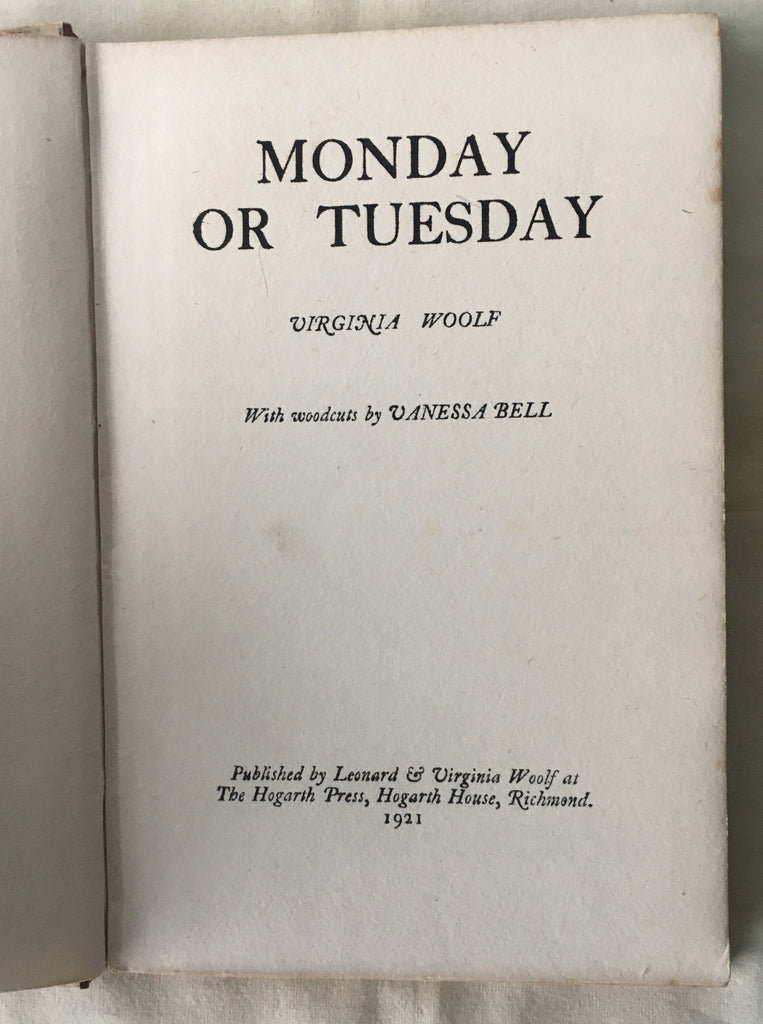 MONDAY
OR TUESDAY
VIRGINIA WOOLF
With woodcuts by VANESSA BELL
Published by Leonard & Virginia Woolf at
The Hogarth Press, Hogarth House, Richmond.
1921